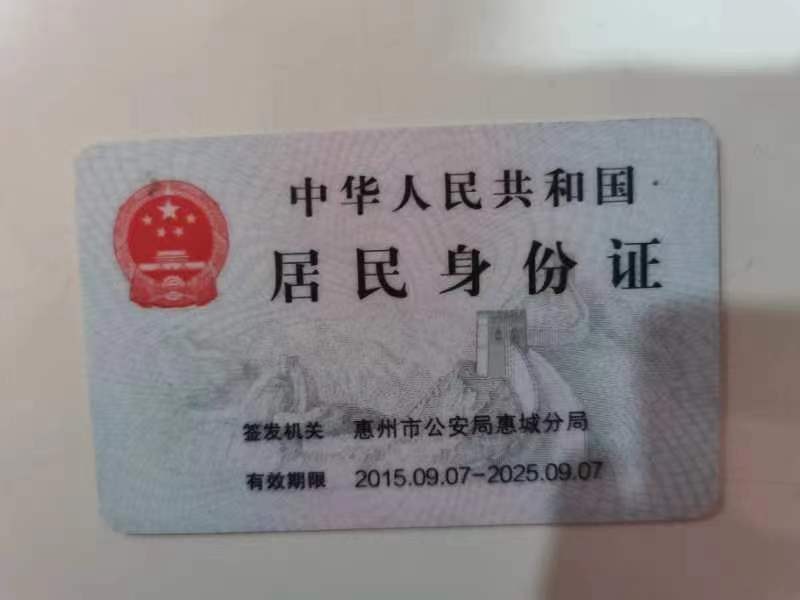 中华人民共和国
居民身份证
签发机关 惠州市公安局惠城分局
有效期限 2015.09.07-2025.09.07